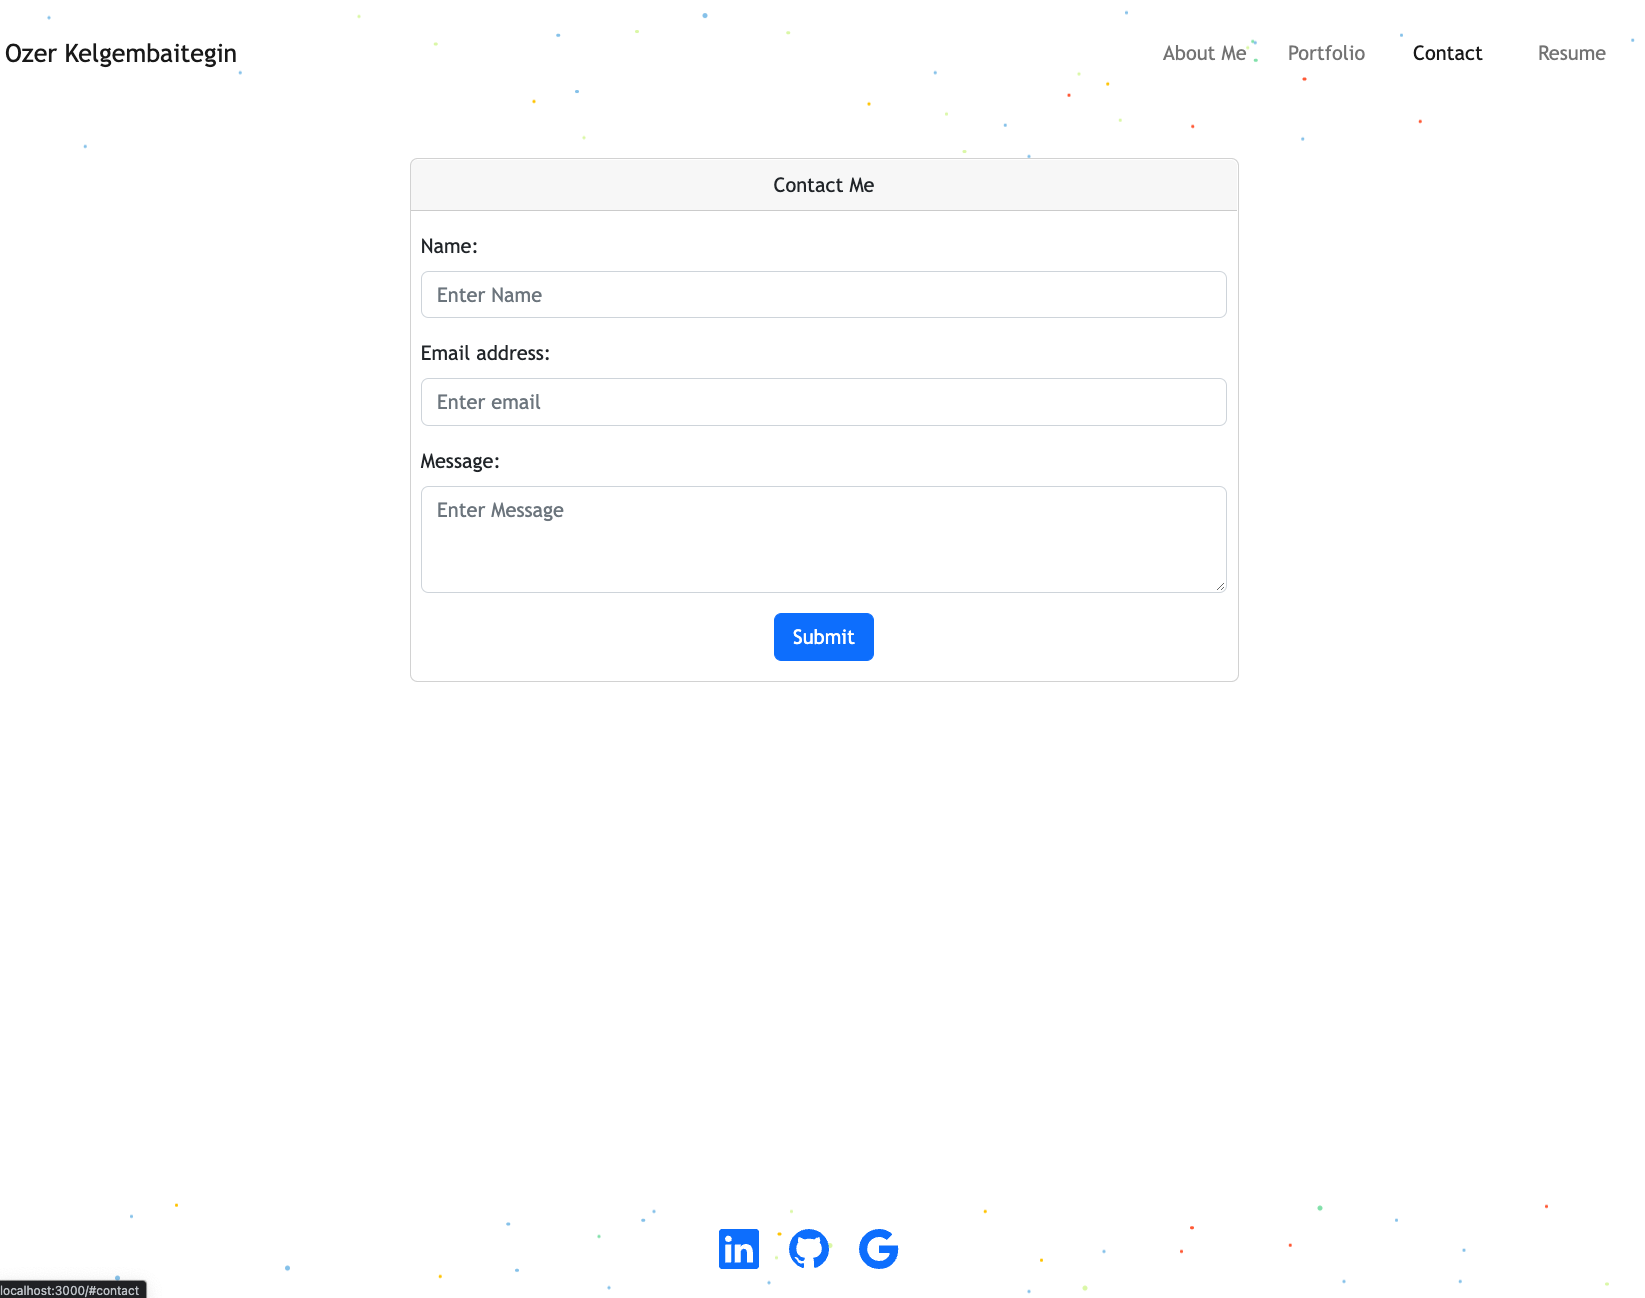 Ozer Kelgembaitegin
About Me
Portfolio
Contact
Resume
Contact Me
Name:
Enter Name
Email address:
Enter email
Message:
Enter Message
Submit
in
G
localhost:3000/#contact